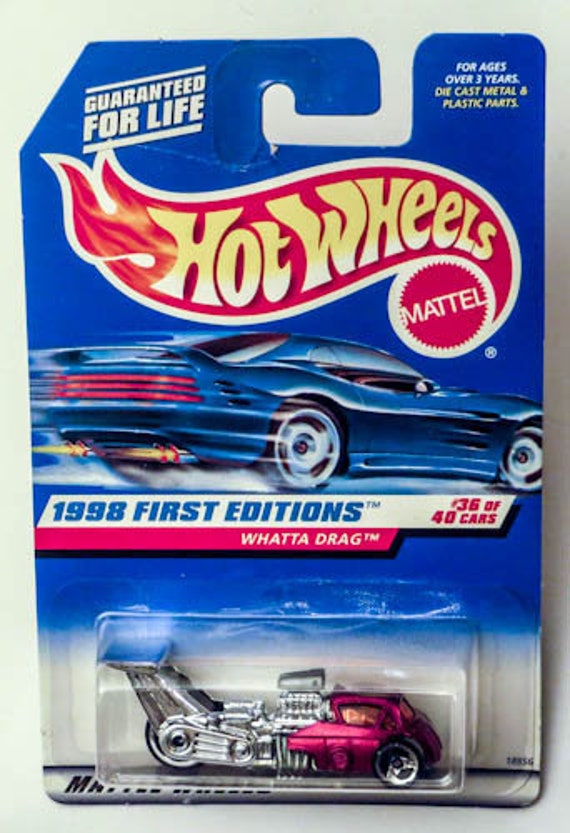 GUARANTEED
FOR LIFE
FOR AGES
OVER 3 YEARS.
DIE CAST METAL &
PLASTIC PARTS.
HOT WHEELS
MATTEL
®
1998 FIRST EDITIONS™
#36 OF
40 CARS
WHATTA DRAG™
18856